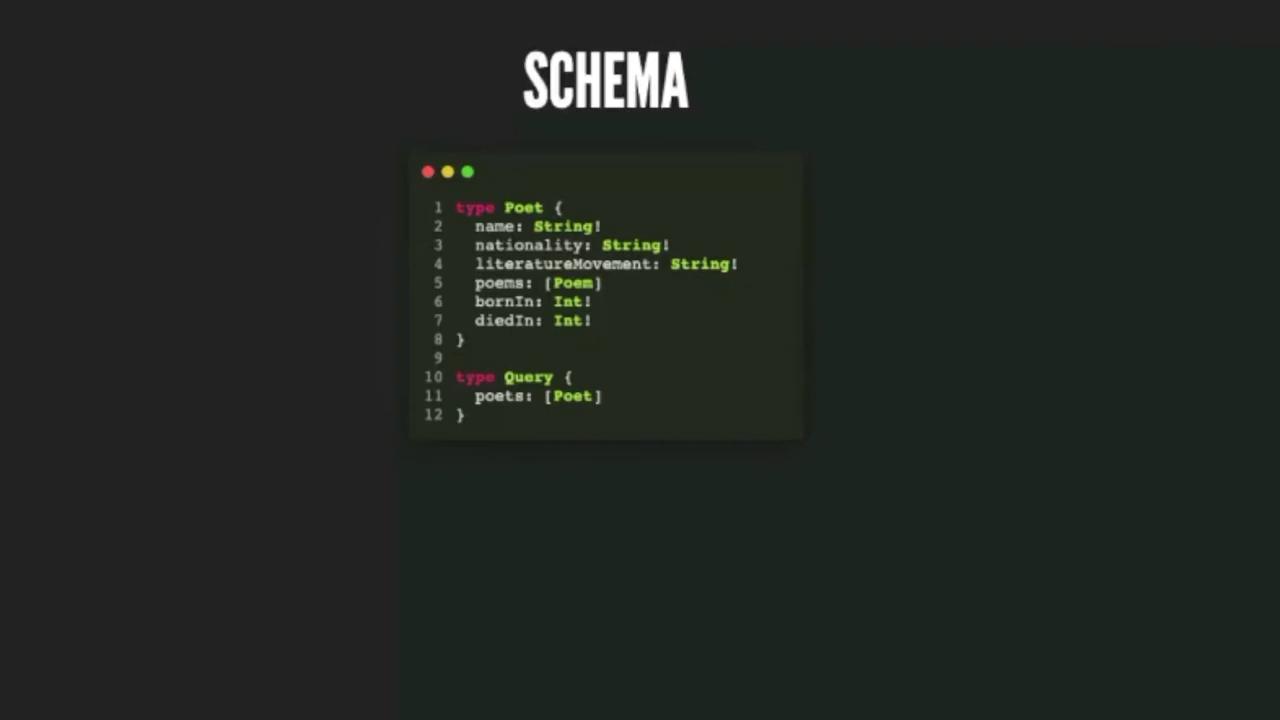 SCHEMA
1 type Poet {
2 name: String!
3 nationality: String!
4 literatureMovement: String!
5 poems: [Poem]
6 bornIn: Int!
7 diedIn: Int!
8 }
9
10 type Query {
11 poets: [Poet]
12 }